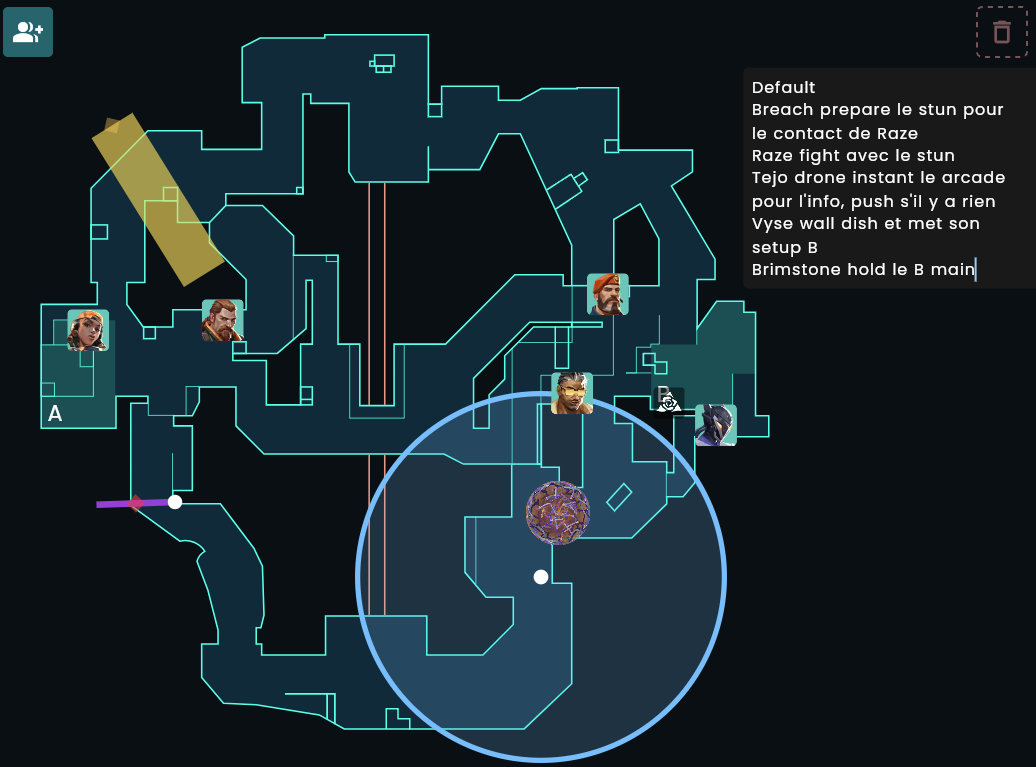 Default
Breach prepare le stun pour
le contact de Raze
Raze fight avec le stun
Tejo drone instant le arcade
pour l'info, push s'il y a rien
Vyse wall dish et met son
setup B
Brimstone hold le B main
A
B